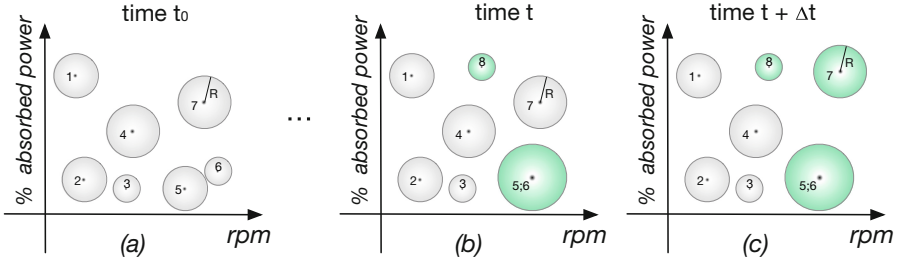 time t0
% absorbed power
1
R
7
4
2
3
5
6
rpm
(a)
...
time t
% absorbed power
1
8
R
7
4
2
3
5;6
rpm
(b)
time t + Δt
% absorbed power
1
8
R
7
4
2
3
5;6
rpm
(c)